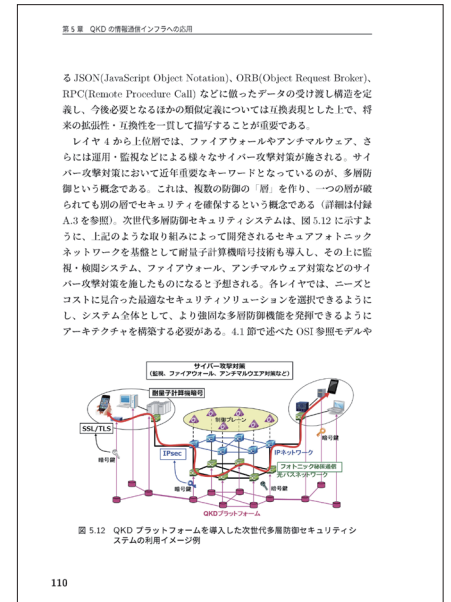 第 5 章 QKD の情報通信インフラへの応用
る JSON(JavaScript Object Notation)、ORB(Object Request Broker)、
RPC(Remote Procedure Call) などに倣ったデータの受け渡し構造を定
義し、今後必要となるほかの類似定義については互換表現とした上で、将
来の拡張性・互換性を一貫して描写することが重要である。
レイヤ 4 から上位層では、ファイアウォールやアンチマルウェア、さ
らには運用・監視などによる様々なサイバー攻撃対策が施される。サイ
バー攻撃対策において近年重要なキーワードとなっているのが、多層防
御という概念である。これは、複数の防御の「層」を作り、一つの層が破
られても別の層でセキュリティを確保するという概念である（詳細は付録
A.3 を参照）。次世代多層防御セキュリティシステムは、図 5.12 に示すよ
うに、上記のような取り組みによって開発されるセキュアフォトニック
ネットワークを基盤として耐量子計算機暗号技術も導入し、その上に監
視・検閲システム、ファイアウォール、アンチマルウェア対策などのサイ
バー攻撃対策を施したものになると予想される。各レイヤでは、ニーズと
コストに見合った最適なセキュリティソリューションを選択できるように
し、システム全体として、より強固な多層防御機能を発揮できるように
アーキテクチャを構築する必要がある。4.1 節で述べた OSI 参照モデルや
サイバー攻撃対策
（監視、ファイアウォール、アンチマルウエア対策など）
耐量子計算機暗号
制御プレーン
SSL/TLS
暗号鍵
IPsec
IPネットワーク
暗号鍵
フォトニック秘匿通信
光パスネットワーク
暗号鍵
暗号鍵
QKDプラットフォーム
図 5.12 QKD プラットフォームを導入した次世代多層防御セキュリティシ
ステムの利用イメージ例
110